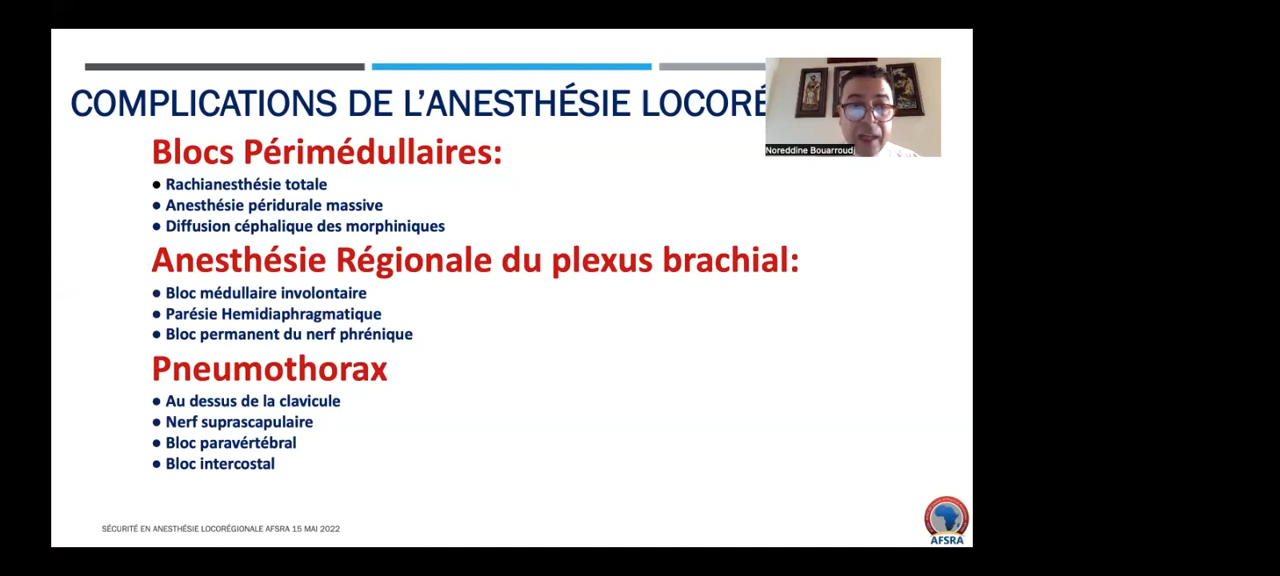 COMPLICATIONS DE L'ANESTHÉSIE LOCORÉ
Noreddine Bouarroudj
Blocs Périmédullaires:
● Rachianesthésie totale
● Anesthésie péridurale massive
● Diffusion céphalique des morphiniques
Anesthésie Régionale du plexus brachial:
● Bloc médullaire involontaire
● Parésie Hemidiaphragmatique
● Bloc permanent du nerf phrénique
Pneumothorax
● Au dessus de la clavicule
● Nerf suprascapulaire
● Bloc paravértébral
● Bloc intercostal
SÉCURITÉ EN ANESTHÉSIE LOCORÉGIONALE AFSRA 15 MAI 2022
AFSRA